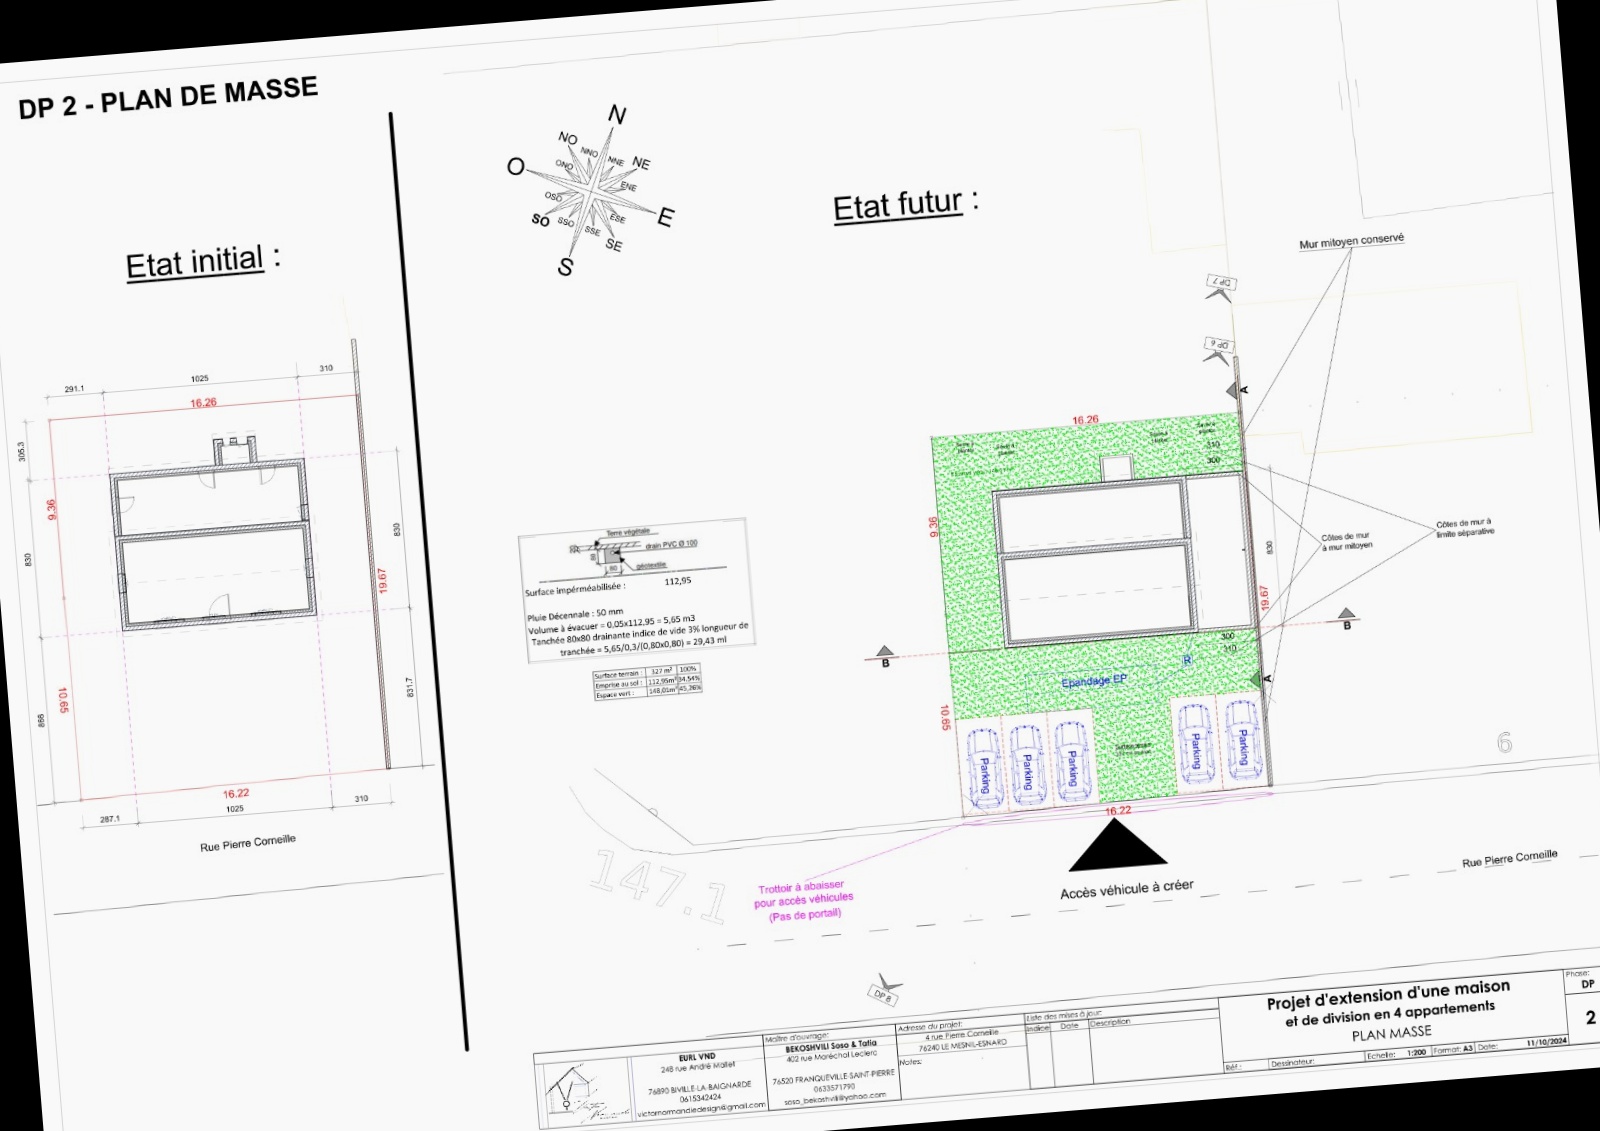 DP 2 - PLAN DE MASSE
N
NO
NNO
NNE
NE
O
ONO
ENE
OSO
E
SO
SSO
SSE
ESE
SE
S
Etat initial :
Etat futur :
Mur mitoyen conservé
DP 7
DP 6
A
291.1
1025
310
16.26
305.3
9.36
830
830
19.67
10.65
886
831.7
16.22
287.1
1025
310
Rue Pierre Corneille
Terre végétale
drain PVC Ø 100
géotextile
80
Surface impérméabilisée : 112,95
Pluie Décennale : 50 mm
Volume à évacuer = 0,05x112,95 = 5,65 m3
Tanchée 80x80 drainante indice de vide 3% longueur de
tranchée = 5,65/0,3/(0,80x0,80) = 29,43 ml
Surface terrain : 327 m² 100%
Emprise au sol : 112,95m² 34,54%
Espace vert : 148,01m² 45,26%
16.26
310
300
9.36
830
19.67
Côtes de mur
à mur mitoyen
Côtes de mur à
limite séparative
B
B
300
310
R
A
Epandage EP
10.65
Parking
Parking
Parking
Parking
Parking
6
16.22
147.1
Trottoir à abaisser
pour accès véhicules
(Pas de portail)
Accès véhicule à créer
Rue Pierre Corneille
DP 8
EURL VND
248 rue André Mallet
76890 BIVILLE-LA-BAIGNARDE
0615342424
victornormandiedesign@gmail.com
Maître d'ouvrage:
BEKOSHVILI Soso & Tatia
402 rue Maréchal Leclerc
76520 FRANQUEVILLE-SAINT-PIERRE
0633571790
soso_bekoshvili@yahoo.com
Adresse du projet:
4 rue Pierre Corneille
76240 LE MESNIL-ESNARD
Notes:
Liste des mises à jour:
Indice Date Description
Projet d'extension d'une maison
et de division en 4 appartements
PLAN MASSE
Réf.: Dessinateur: Echelle: 1:200 Format: A3 Date: 11/10/2024
Phase:
DP
2